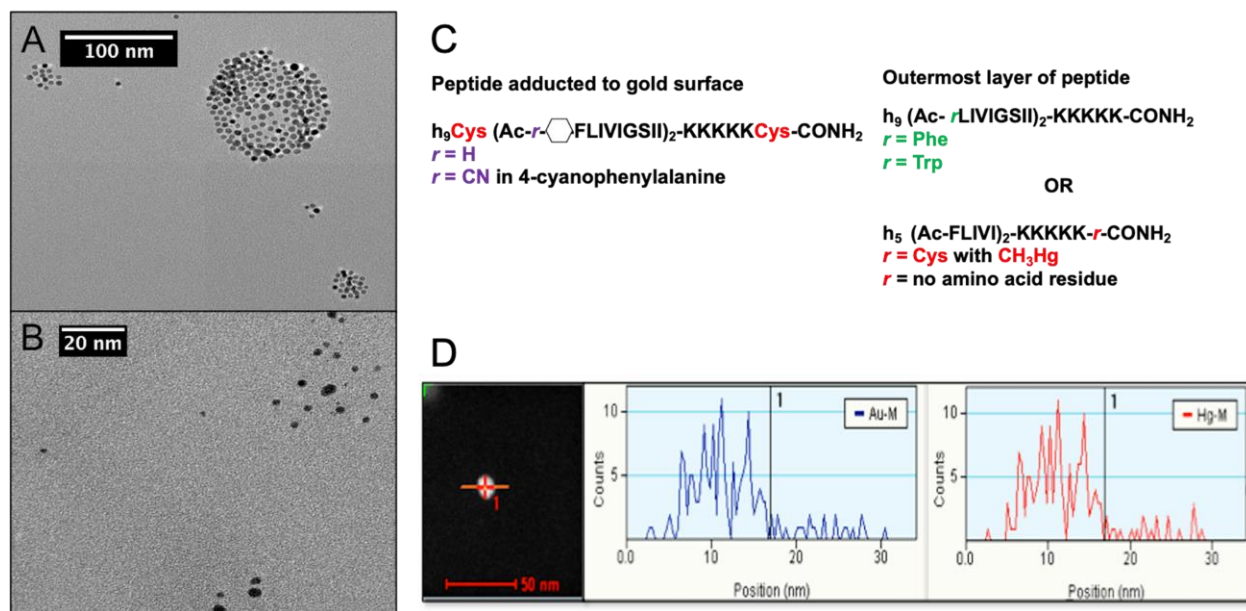 A
100 nm
B
20 nm
C
Peptide adducted to gold surface
h₉Cys (Ac-r-FLIVIGSII)₂-KKKKKCys-CONH₂
r = H
r = CN in 4-cyanophenylalanine
Outermost layer of peptide
h₉ (Ac- rLIVIGSII)₂-KKKKK-CONH₂
r = Phe
r = Trp
OR
h₅ (Ac-FLIVI)₂-KKKKK-r-CONH₂
r = Cys with CH₃Hg
r = no amino acid residue
D
1
50 nm
Counts
10
5
1
Au-M
0.0 10 20 30
Position (nm)
Counts
10
5
1
Hg-M
0.0 10 20 30
Position (nm)